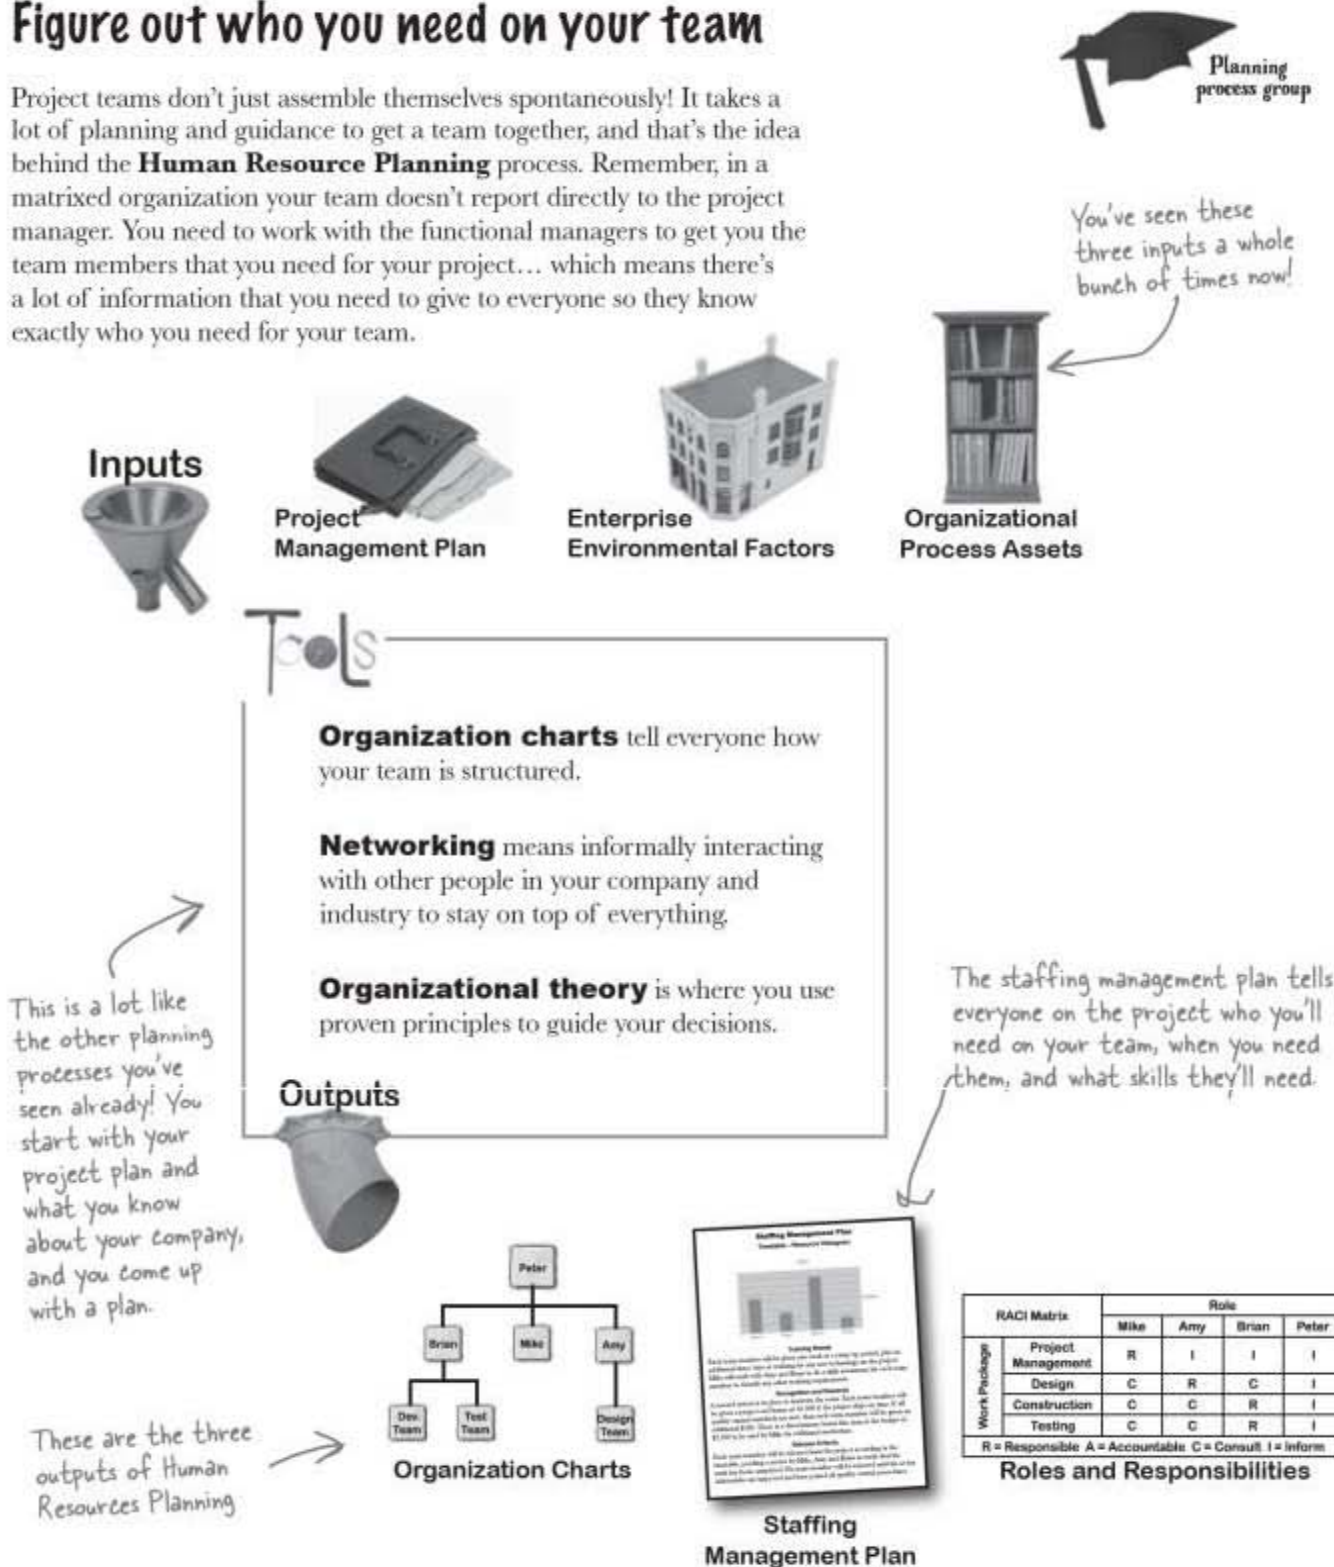 Figure out who you need on your team
Planning
process group
Project teams don't just assemble themselves spontaneously! It takes a
lot of planning and guidance to get a team together, and that's the idea
behind the Human Resource Planning process. Remember, in a
matrixed organization your team doesn't report directly to the project
manager. You need to work with the functional managers to get you the
team members that you need for your project... which means there's
a lot of information that you need to give to everyone so they know
exactly who you need for your team.
You've seen these
three inputs a whole
bunch of times now!
Inputs
Project
Management Plan
Enterprise
Environmental Factors
Organizational
Process Assets
Tools
Organization charts tell everyone how
your team is structured.
Networking means informally interacting
with other people in your company and
industry to stay on top of everything.
Organizational theory is where you use
proven principles to guide your decisions.
This is a lot like
the other planning
processes you've
seen already! You
start with your
project plan and
what you know
about your company,
and you come up
with a plan.
The staffing management plan tells
everyone on the project who you'll
need on your team, when you need
them, and what skills they'll need.
Outputs
Peter
Brian
Mike
Amy
Dev.
Team
Test
Team
Design
Team
Organization Charts
These are the three
outputs of Human
Resources Planning
Staffing Management Plan
Staffing
Management Plan
RACI Matrix
Role
Mike Amy Brian Peter
Work Package
Project
Management R I I I
Design C R C I
Construction C C R I
Testing C C R I
R = Responsible A = Accountable C = Consult I = Inform
Roles and Responsibilities